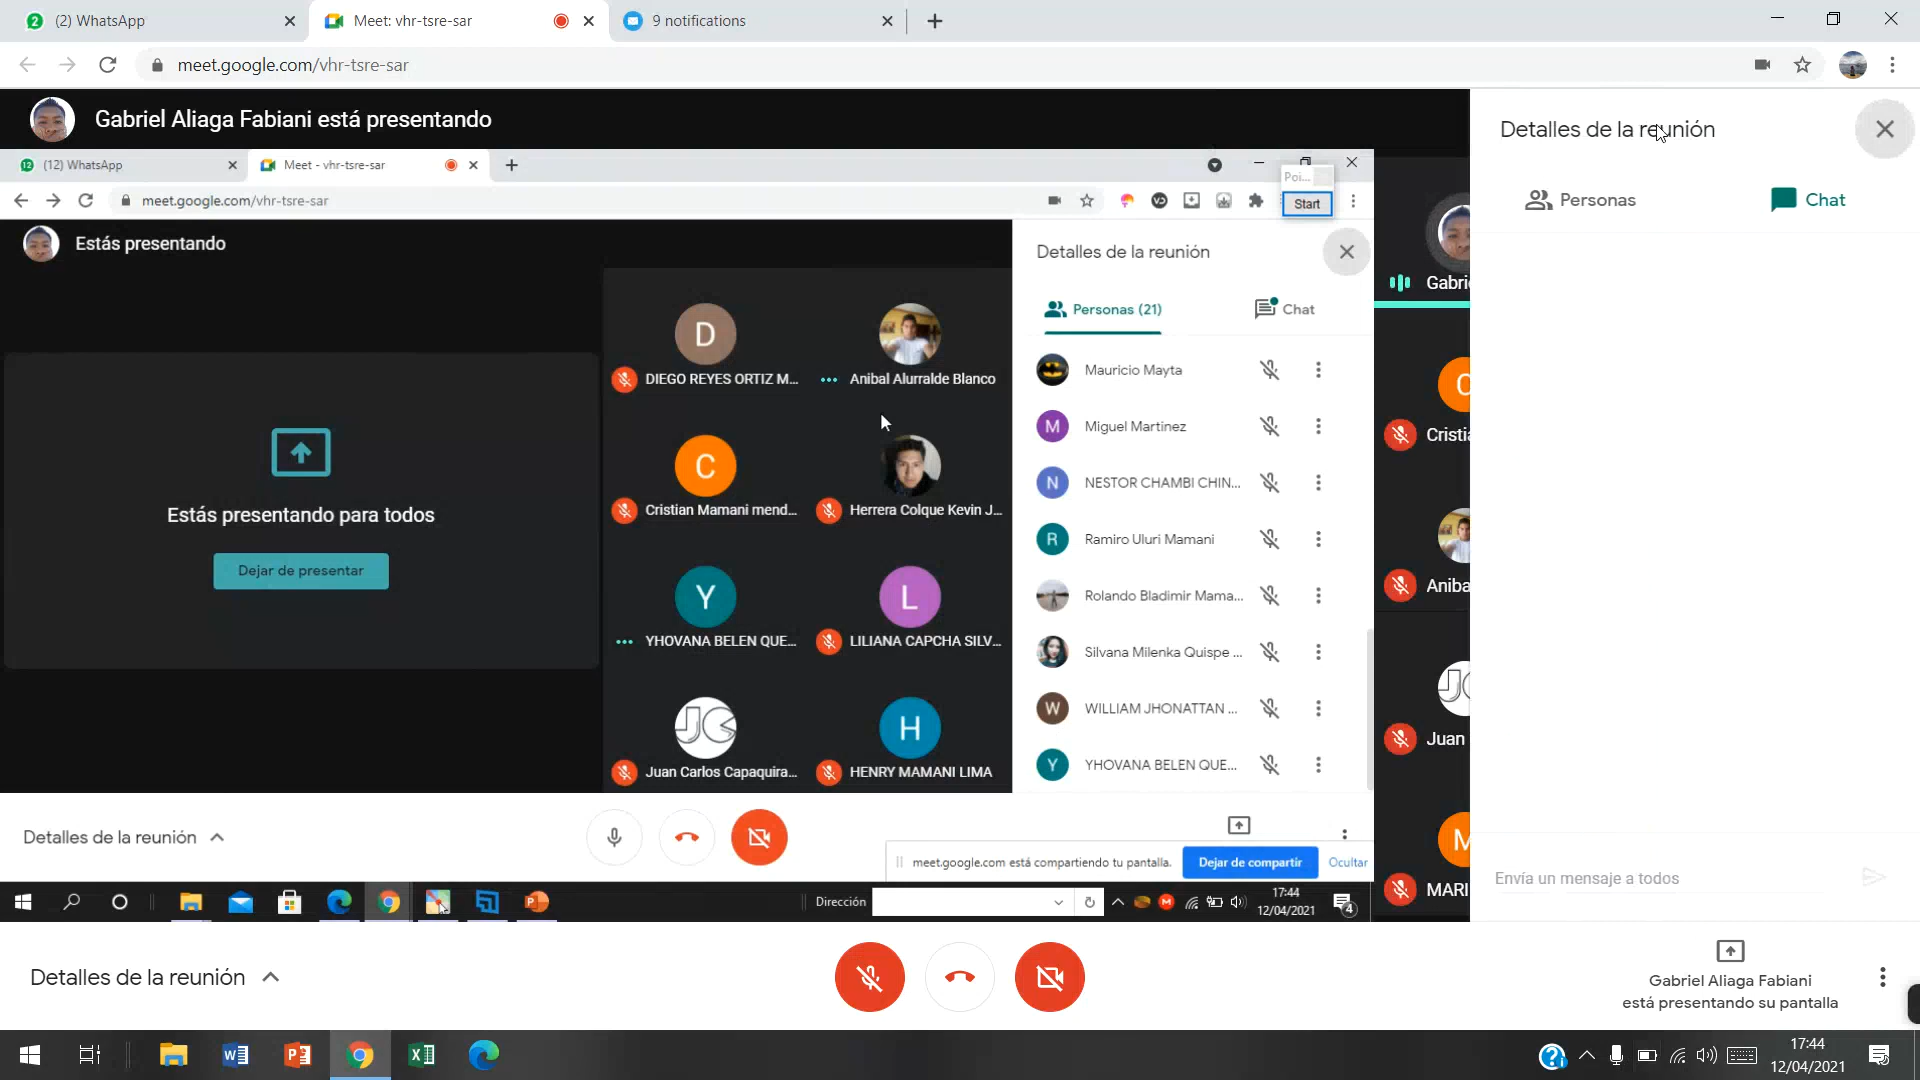 (2) WhatsApp
Meet: vhr-tsre-sar
9 notifications
meet.google.com/vhr-tsre-sar
Gabriel Aliaga Fabiani está presentando
(12) WhatsApp
Meet - vhr-tsre-sar
meet.google.com/vhr-tsre-sar
Poi...
Start
Estás presentando
Estás presentando para todos
Dejar de presentar
D
DIEGO REYES ORTIZ M...
Anibal Alurralde Blanco
C
Cristian Mamani mend...
Herrera Colque Kevin J...
Y
YHOVANA BELEN QUE...
L
LILIANA CAPCHA SILV...
JC
Juan Carlos Capaquira...
H
HENRY MAMANI LIMA
Detalles de la reunión
Personas (21)
Chat
Mauricio Mayta
M
Miguel Martinez
N
NESTOR CHAMBI CHIN...
R
Ramiro Uluri Mamani
Rolando Bladimir Mama...
Silvana Milenka Quispe ...
W
WILLIAM JHONATTAN ...
Y
YHOVANA BELEN QUE...
Detalles de la reunión
meet.google.com está compartiendo tu pantalla.
Dejar de compartir
Ocultar
Dirección
17:44
12/04/2021
4
Gabrie
C
Cristia
Aniba
JC
Juan
M
MARI
Detalles de la reunión
Personas
Chat
Envía un mensaje a todos
Detalles de la reunión
Gabriel Aliaga Fabiani
está presentando su pantalla
17:44
12/04/2021